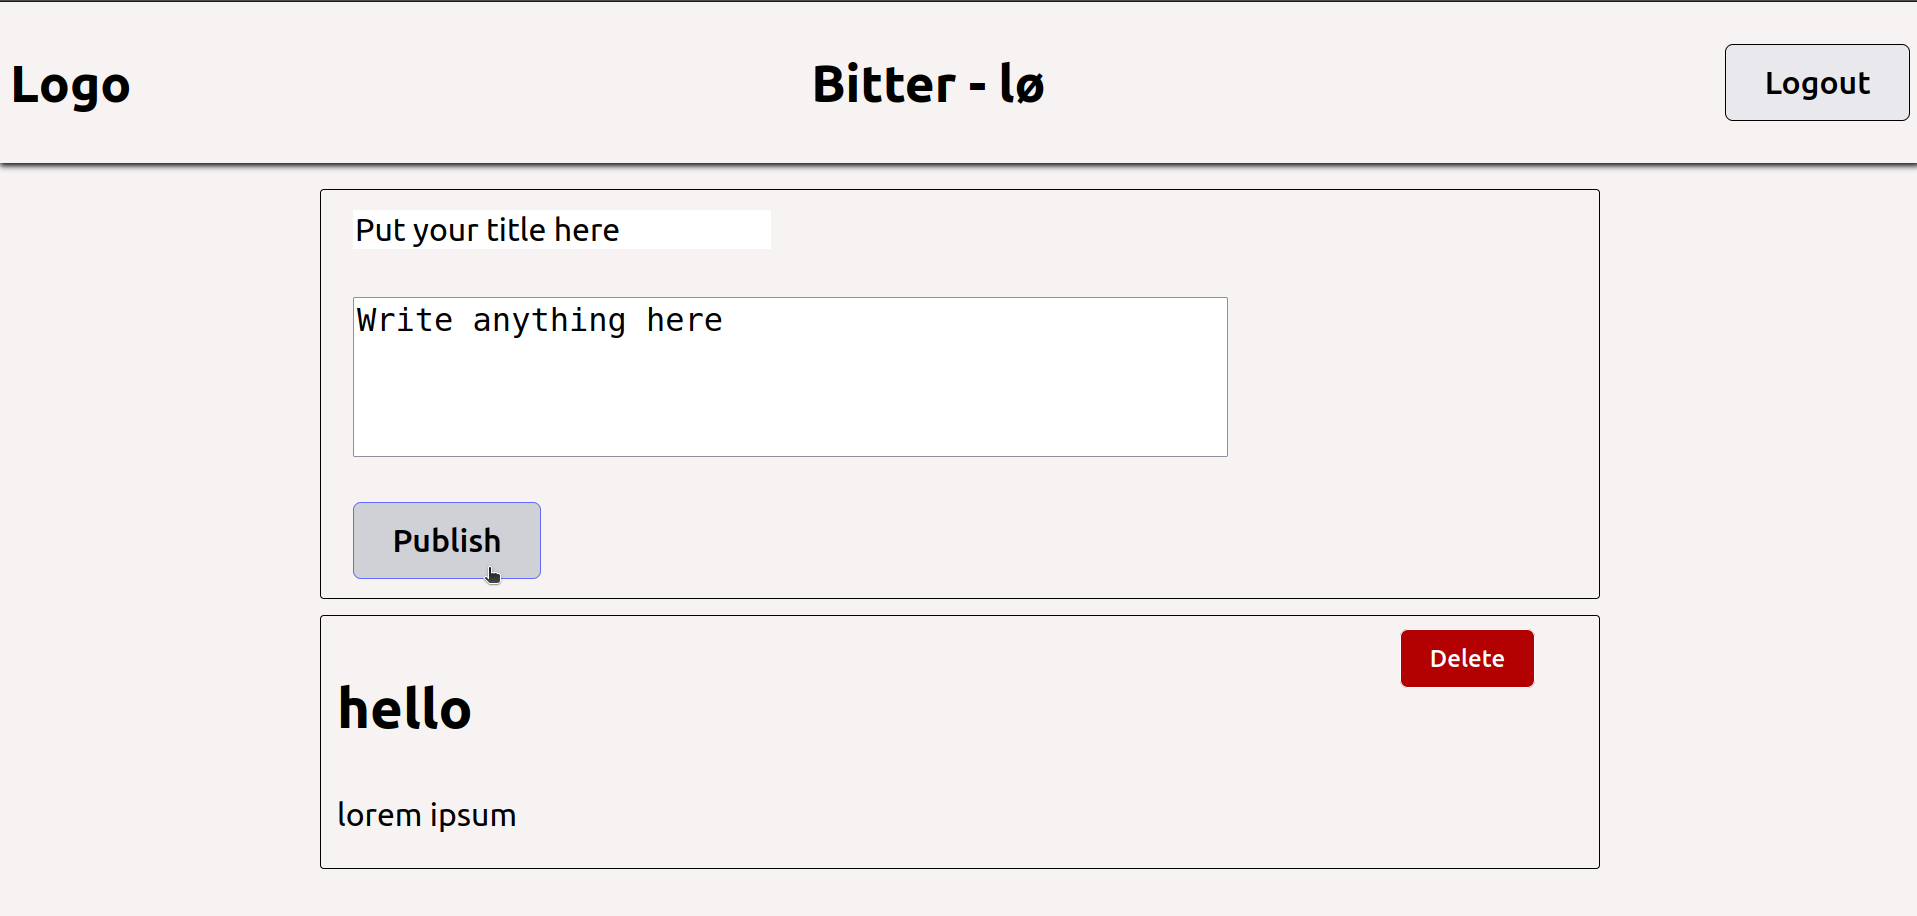 Logo
Bitter - lø
Logout
Put your title here
Write anything here
Publish
Delete
hello
lorem ipsum